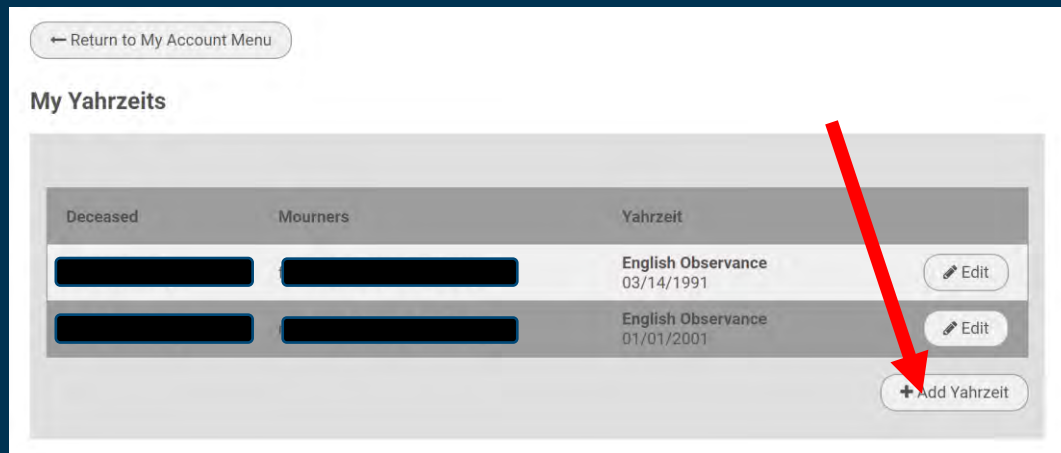 ← Return to My Account Menu
My Yahrzeits
Deceased Mourners Yahrzeit
English Observance
03/14/1991
Edit
English Observance
01/01/2001
Edit
+ Add Yahrzeit